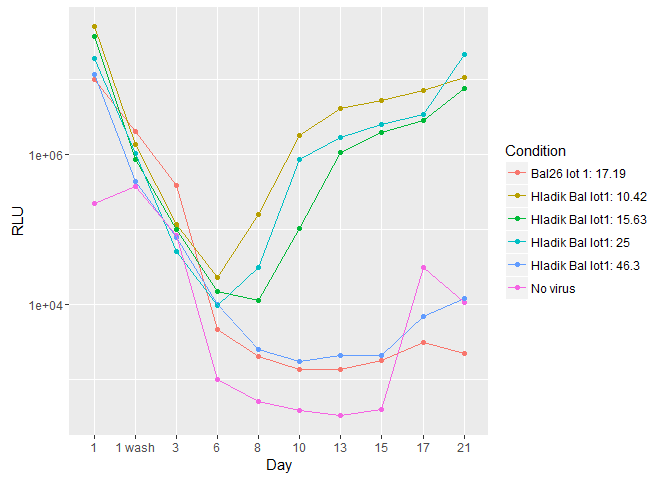 1e+06
1e+04
RLU
1
1 wash
3
6
8
10
13
15
17
21
Day
Condition
Bal26 lot 1: 17.19
Hladik Bal lot1: 10.42
Hladik Bal lot1: 15.63
Hladik Bal lot1: 25
Hladik Bal lot1: 46.3
No virus